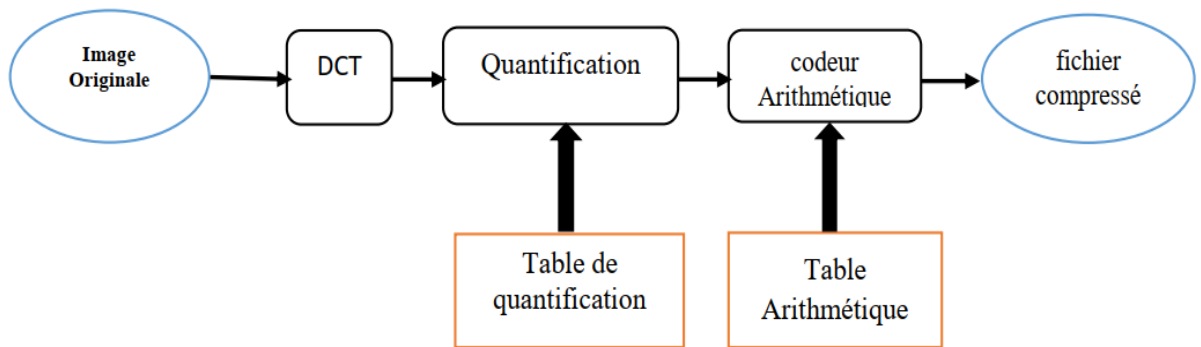 Image
Originale
DCT
Quantification
codeur
Arithmétique
fichier
compressé
Table de
quantification
Table
Arithmétique